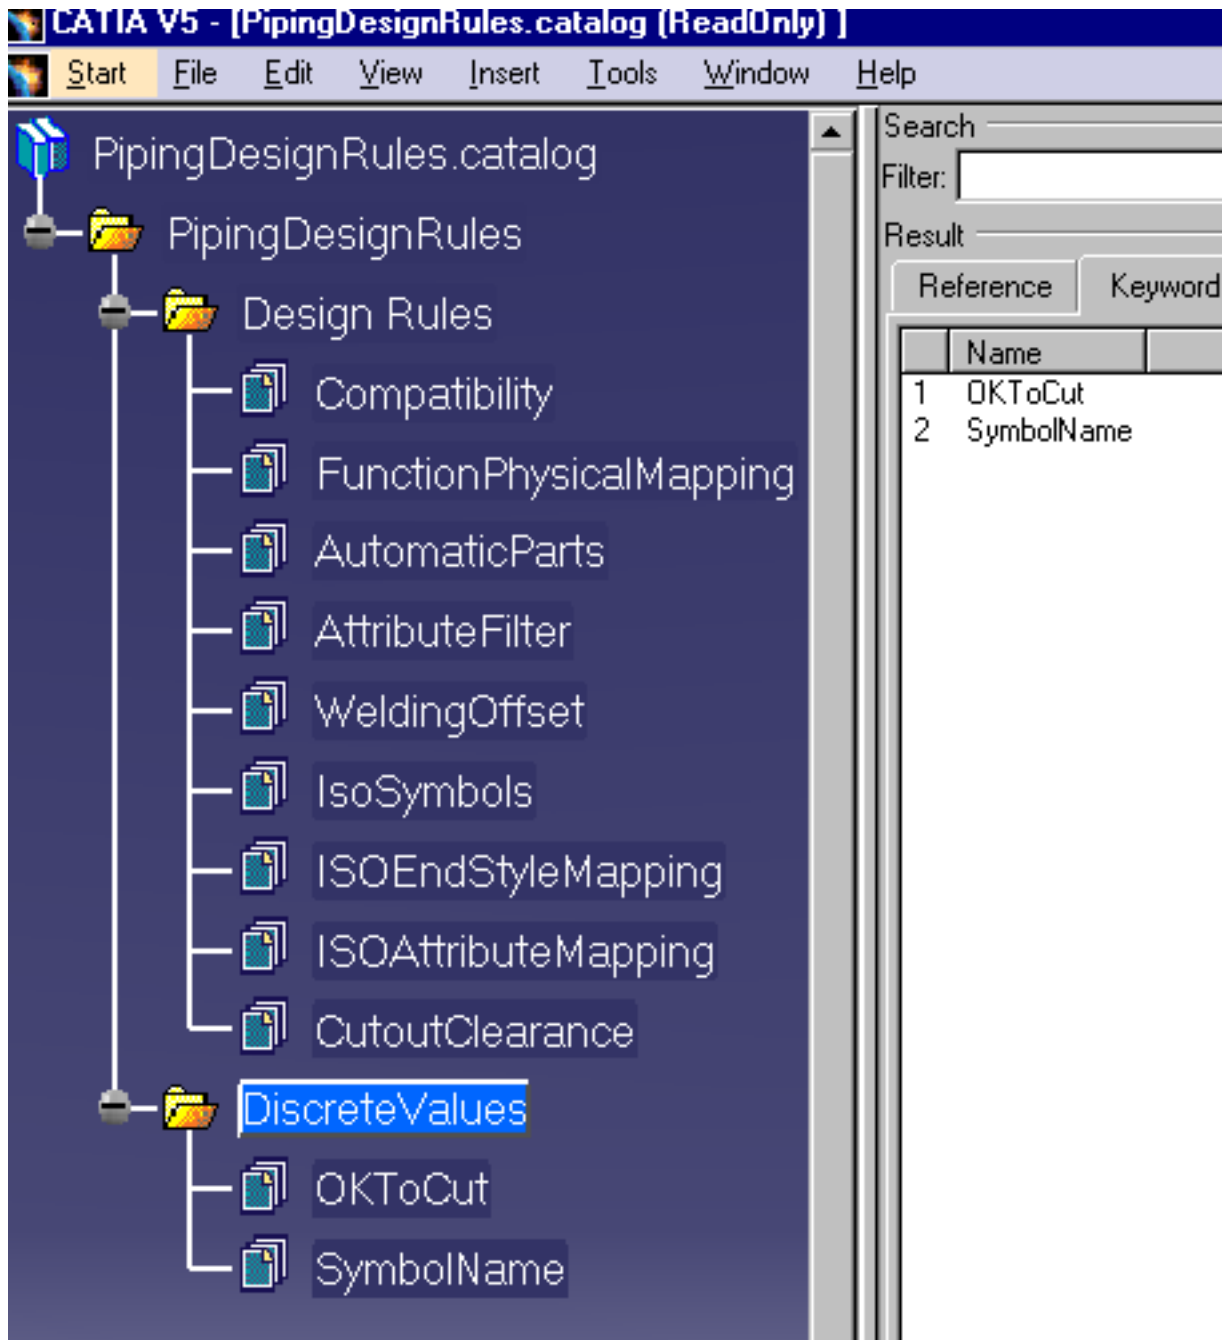 CATIA V5 - [PipingDesignRules.catalog (ReadOnly) ]
Start File Edit View Insert Tools Window Help
PipingDesignRules.catalog
PipingDesignRules
Design Rules
Compatibility
FunctionPhysicalMapping
AutomaticParts
AttributeFilter
WeldingOffset
IsoSymbols
ISOEndStyleMapping
ISOAttributeMapping
CutoutClearance
DiscreteValues
OKToCut
SymbolName
Search
Filter:
Result
Reference Keyword
Name
1 OKToCut
2 SymbolName